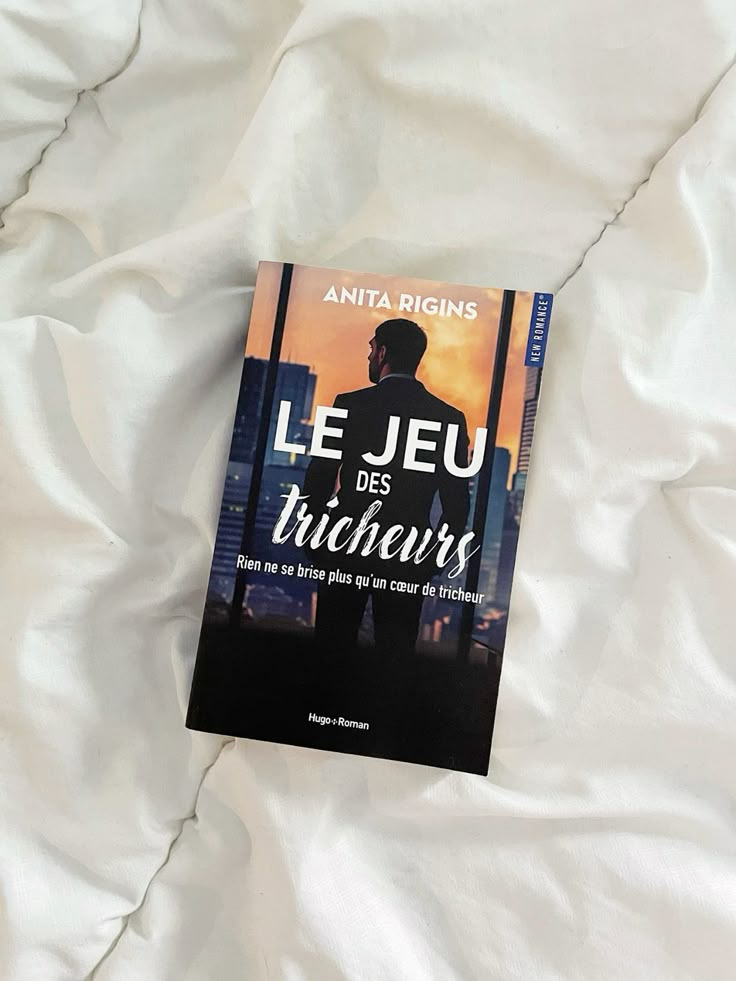 ANITA RIGINS
NEW ROMANCE®
LE JEU
DES
tricheurs
Rien ne se brise plus qu'un cœur de tricheur
Hugo+Roman